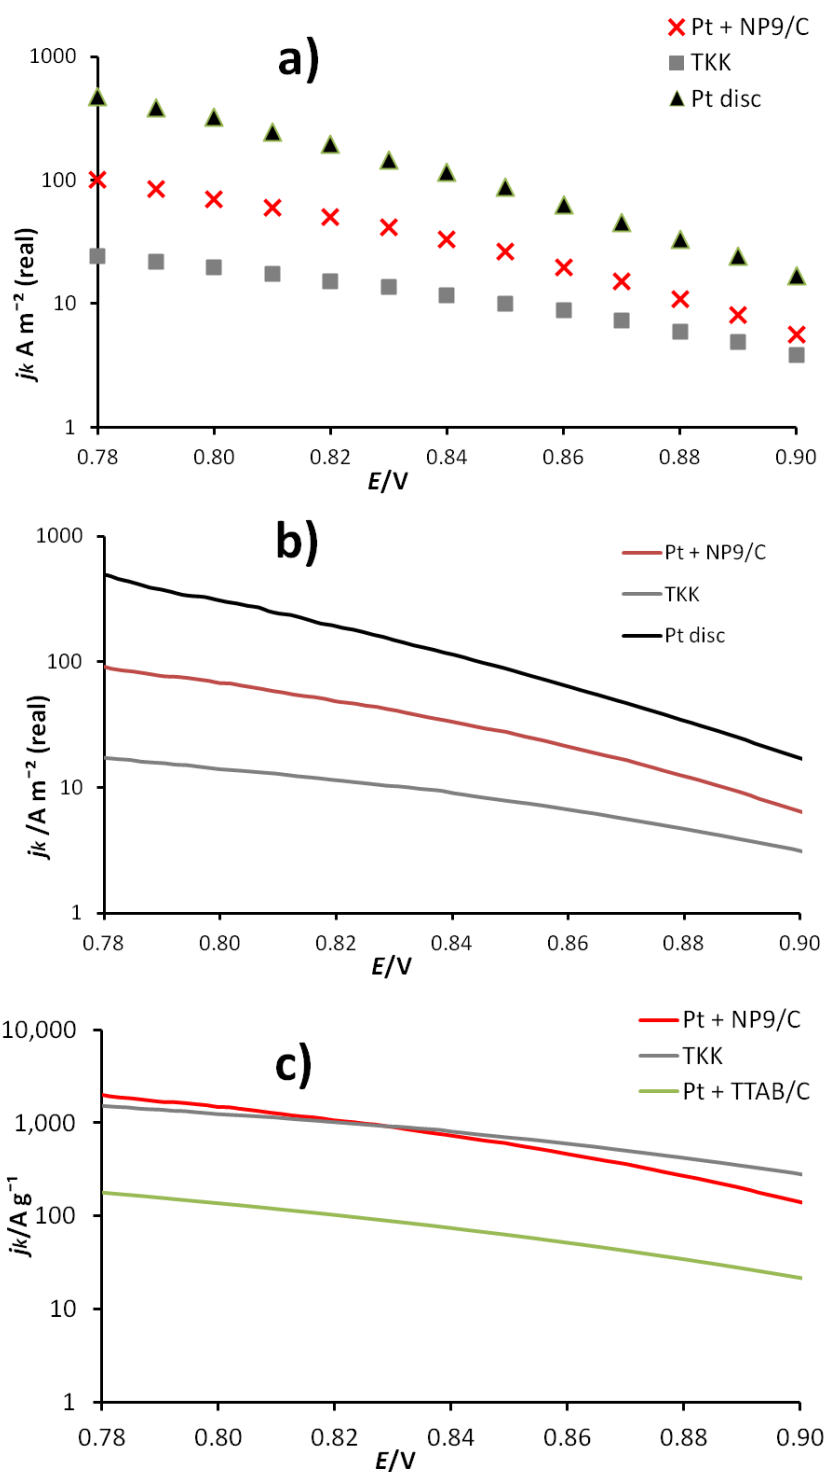 a)
Pt + NP9/C
TKK
Pt disc
1000
100
10
1
jk A m⁻² (real)
0.78 0.80 0.82 0.84 0.86 0.88 0.90
E/V
b)
Pt + NP9/C
TKK
Pt disc
1000
100
10
1
jk /A m⁻² (real)
0.78 0.80 0.82 0.84 0.86 0.88 0.90
E/V
c)
Pt + NP9/C
TKK
Pt + TTAB/C
10,000
1,000
100
10
1
jk/A g⁻¹
0.78 0.80 0.82 0.84 0.86 0.88 0.90
E/V